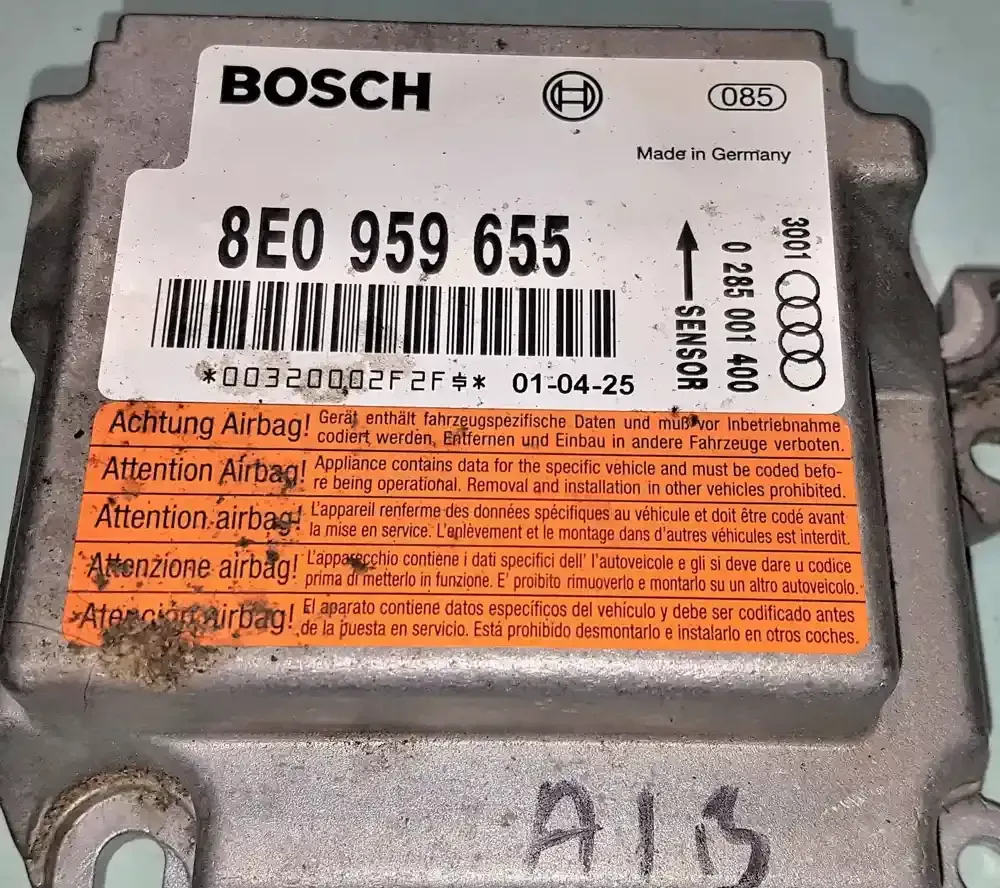 BOSCH
085
Made in Germany
8E0 959 655
SENSOR
0 285 001 400
3001
*00320002F2F$* 01-04-25
Achtung Airbag! Gerät enthält fahrzeugspezifische Daten und muß vor Inbetriebnahme
codiert werden, Entfernen und Einbau in andere Fahrzeuge verboten.
Attention Airbag! Appliance contains data for the specific vehicle and must be coded befo-
re being operational. Removal and installation in other vehicles prohibited.
Attention airbag! L'appareil renferme des données spécifiques au véhicule et doit être codé avant
la mise en service. L'enlèvement et le montage dans d'autres véhicules est interdit.
Attenzione airbag! L'apparecchio contiene i dati specifici dell' l'autoveicolo e gli si deve dare u codice
prima di metterlo in funzione. E' proibito rimuoverlo e montarlo su un altro autoveicolo.
Atención airbag! El aparato contiene datos específicos del vehículo y debe ser codificado antes
de la puesta en servicio. Está prohibido desmontarlo e instalarlo en otros coches.
A1B